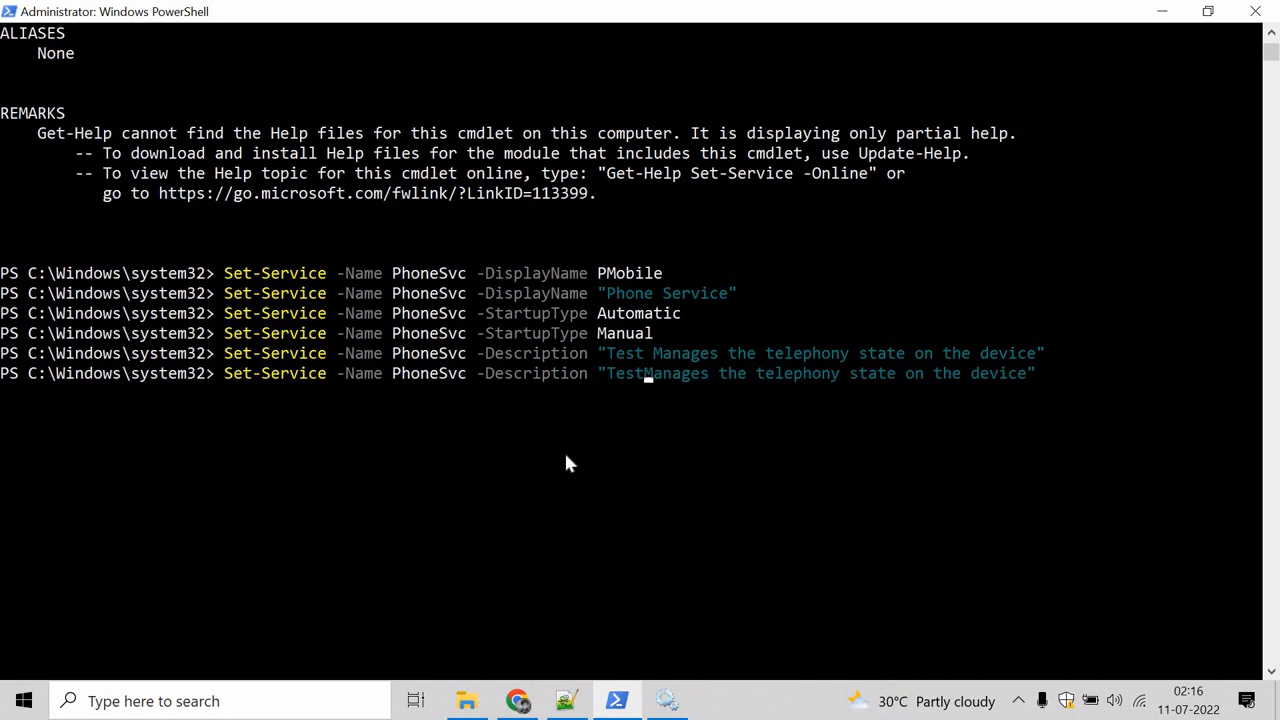 Administrator: Windows PowerShell
ALIASES
None
REMARKS
Get-Help cannot find the Help files for this cmdlet on this computer. It is displaying only partial help.
-- To download and install Help files for the module that includes this cmdlet, use Update-Help.
-- To view the Help topic for this cmdlet online, type: "Get-Help Set-Service -Online" or
go to https://go.microsoft.com/fwlink/?LinkID=113399.
PS C:\Windows\system32> Set-Service -Name PhoneSvc -DisplayName PMobile
PS C:\Windows\system32> Set-Service -Name PhoneSvc -DisplayName "Phone Service"
PS C:\Windows\system32> Set-Service -Name PhoneSvc -StartupType Automatic
PS C:\Windows\system32> Set-Service -Name PhoneSvc -StartupType Manual
PS C:\Windows\system32> Set-Service -Name PhoneSvc -Description "Test Manages the telephony state on the device"
PS C:\Windows\system32> Set-Service -Name PhoneSvc -Description "TestManages the telephony state on the device"
Type here to search
30°C Partly cloudy
02:16
11-07-2022